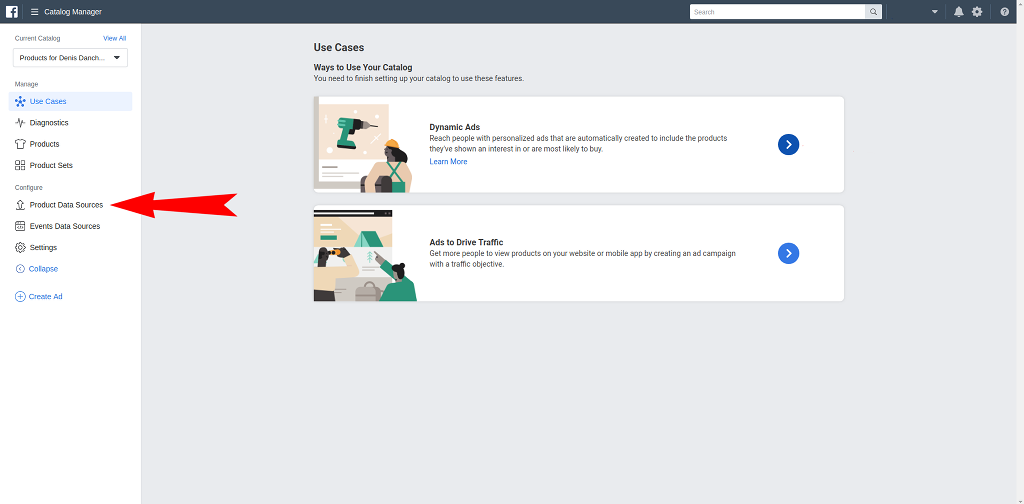 Catalog Manager
Search
Current Catalog
View All
Products for Denis Danch...
Manage
Use Cases
Diagnostics
Products
Product Sets
Configure
Product Data Sources
Events Data Sources
Settings
Collapse
Create Ad
Use Cases
Ways to Use Your Catalog
You need to finish setting up your catalog to use these features.
Dynamic Ads
Reach people with personalized ads that are automatically created to include the products
they've shown an interest in or are most likely to buy.
Learn More
Ads to Drive Traffic
Get more people to view products on your website or mobile app by creating an ad campaign
with a traffic objective.